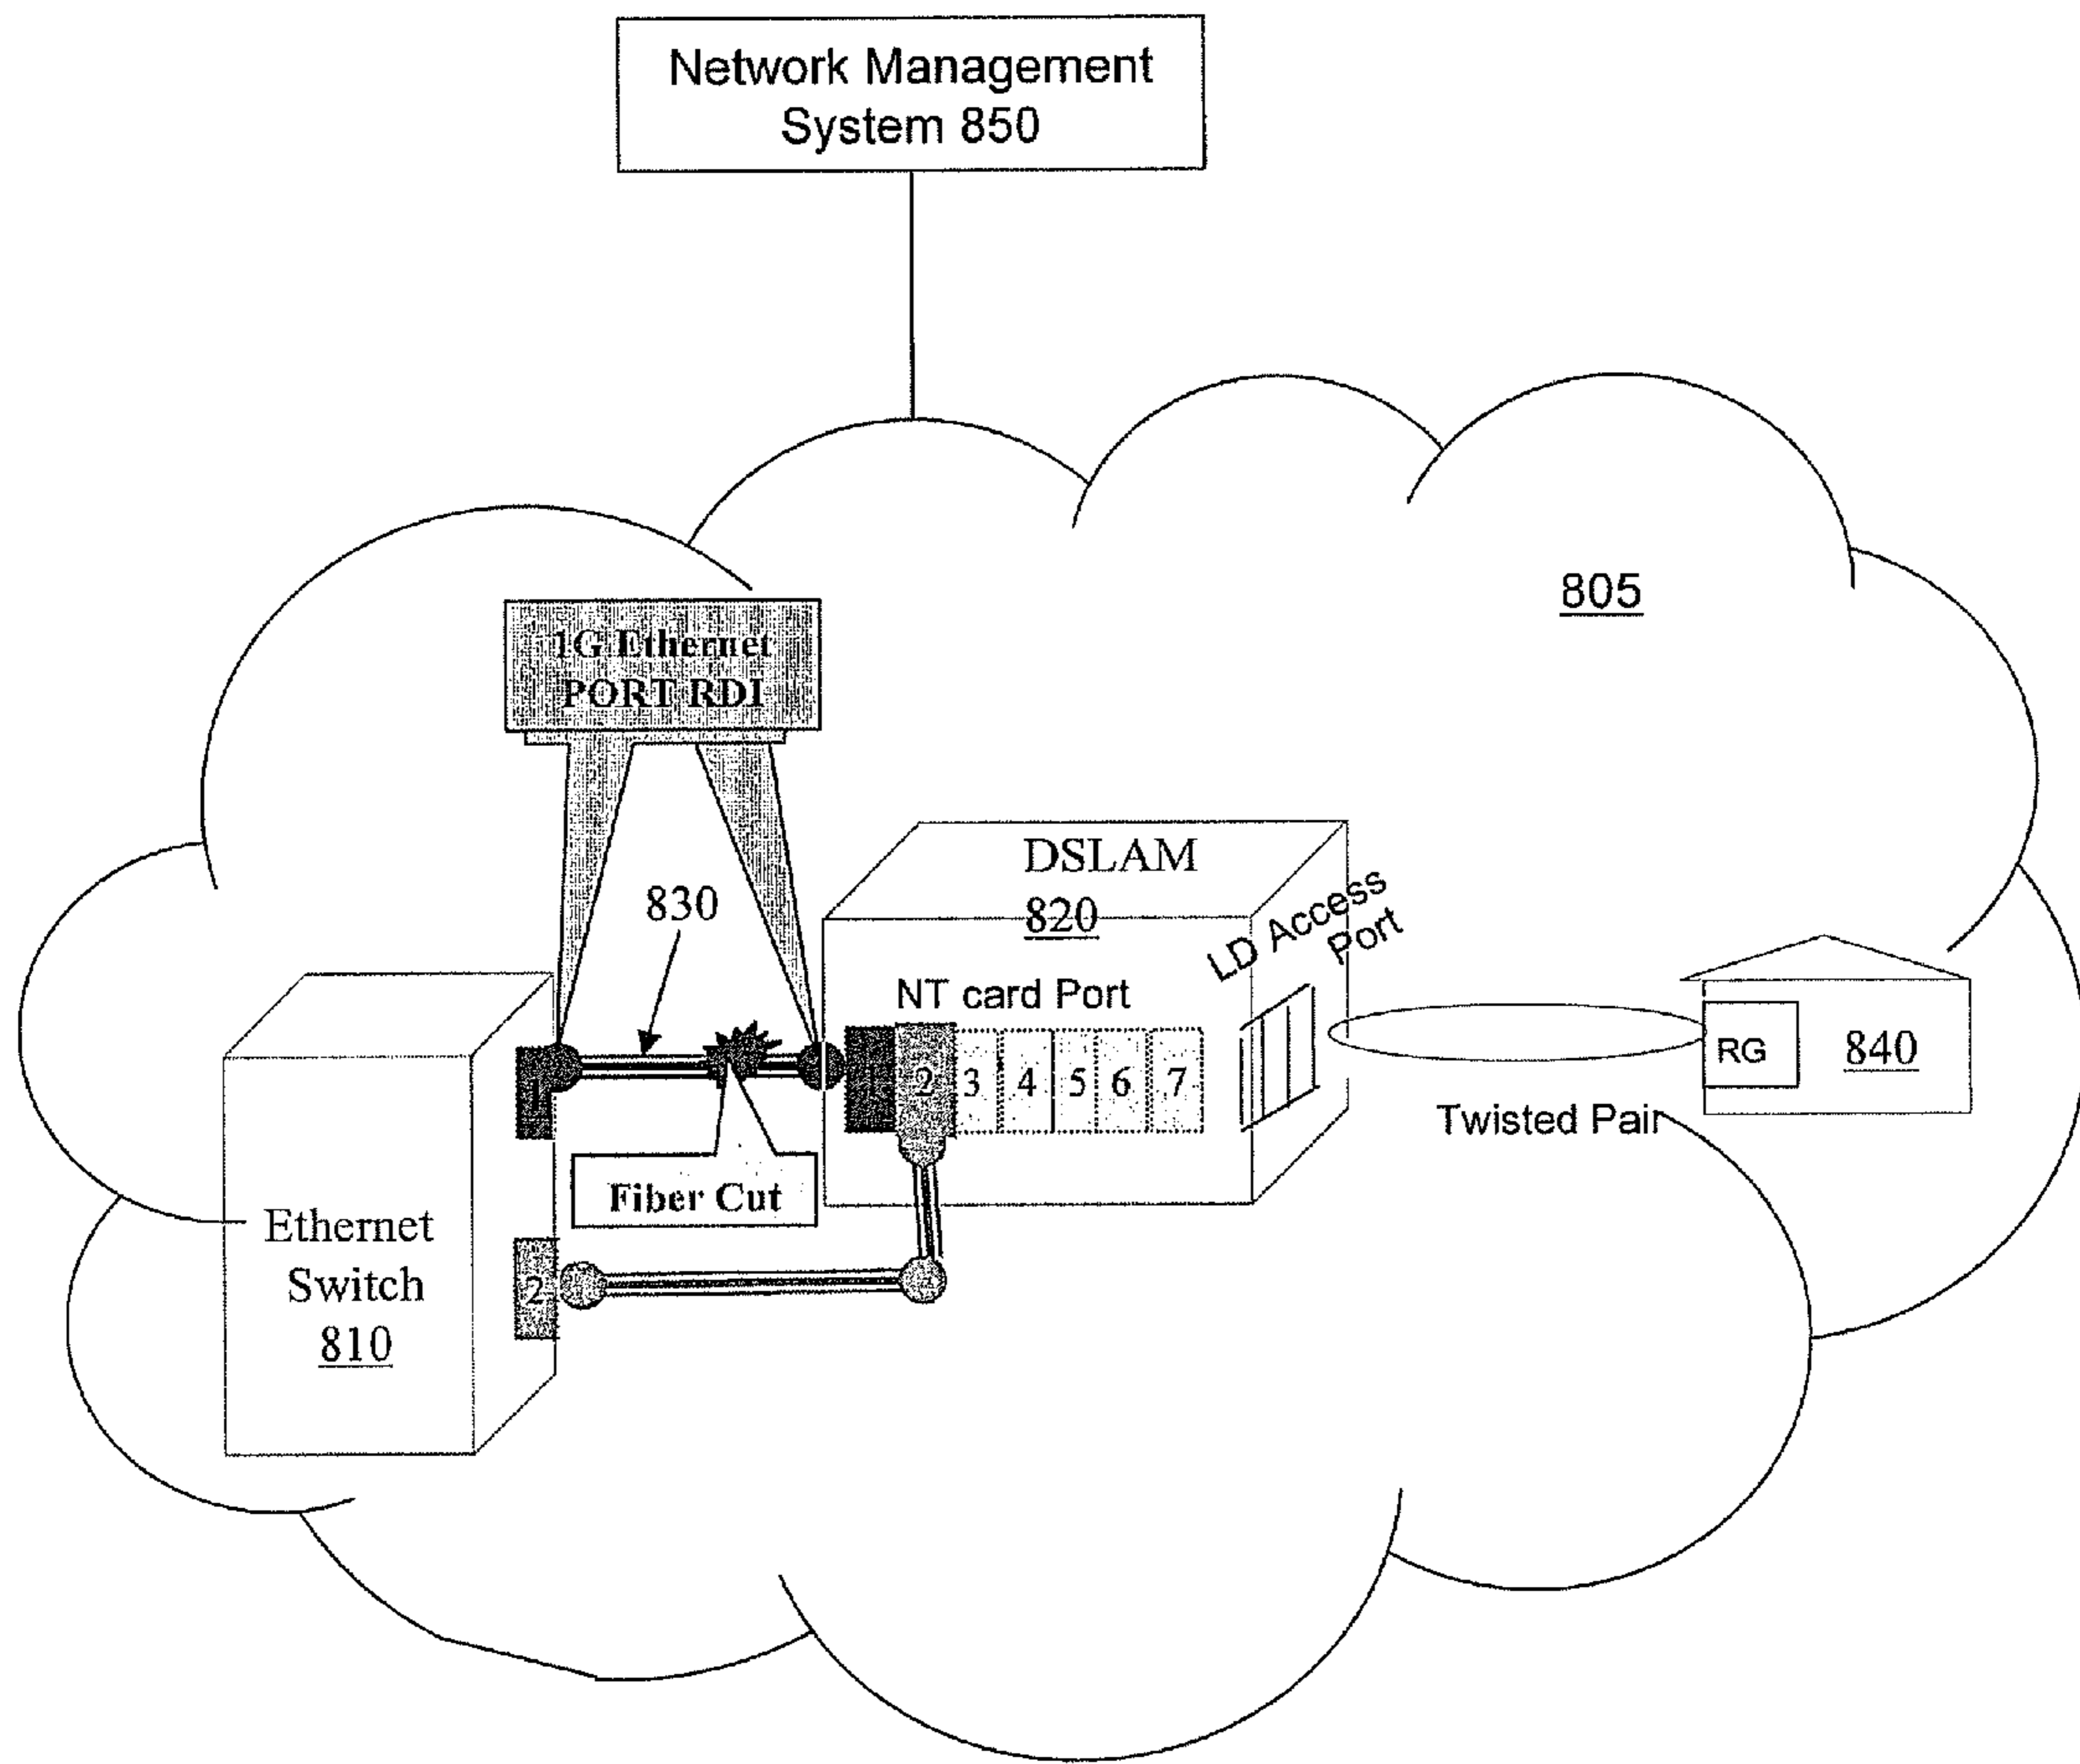 Network Management
System 850
805
1G Ethernet
PORT RDI
830
DSLAM
820
LD Access
Port
NT card Port
1
2
3
4
5
6
7
RG
840
Twisted Pair
Fiber Cut
Ethernet
Switch
810
2